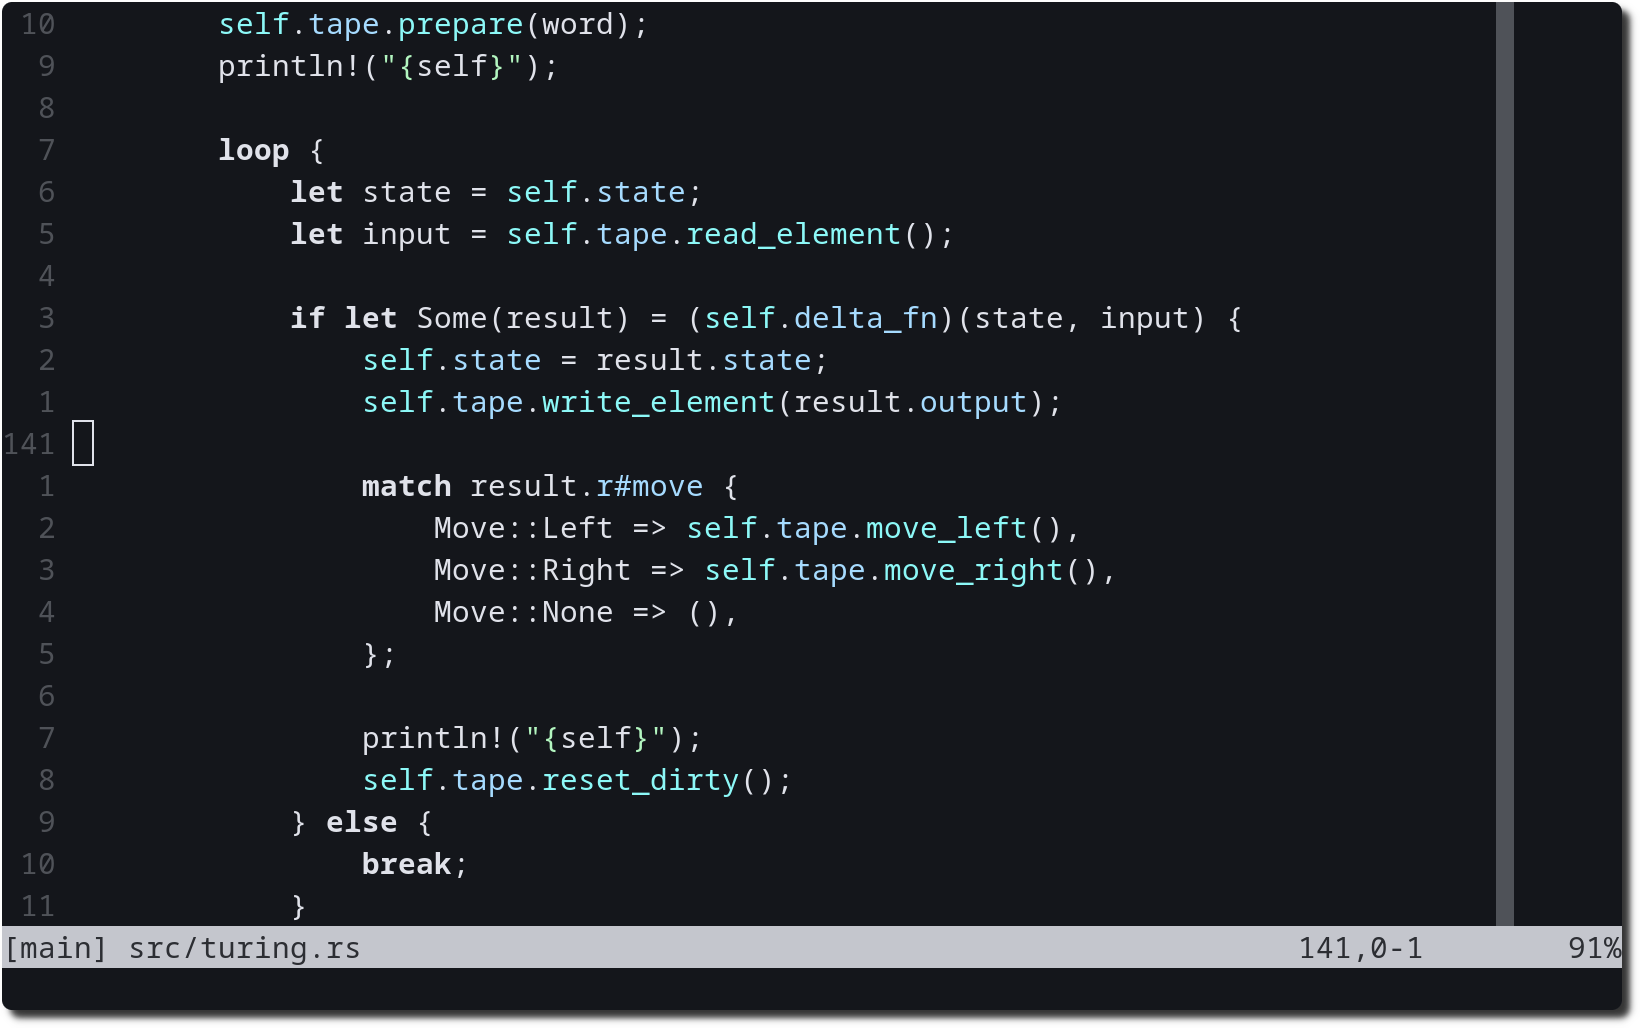 10         self.tape.prepare(word);
 9         println!("{self}");
 8
 7         loop {
 6             let state = self.state;
 5             let input = self.tape.read_element();
 4
 3             if let Some(result) = (self.delta_fn)(state, input) {
 2                 self.state = result.state;
 1                 self.tape.write_element(result.output);
141
 1                 match result.r#move {
 2                     Move::Left => self.tape.move_left(),
 3                     Move::Right => self.tape.move_right(),
 4                     Move::None => (),
 5                 };
 6
 7                 println!("{self}");
 8                 self.tape.reset_dirty();
 9             } else {
10                 break;
11             }
[main] src/turing.rs 141,0-1 91%